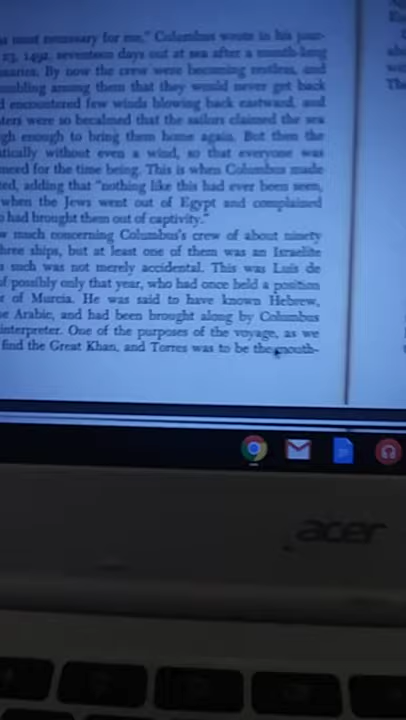 most necessary for me," Columbus wrote in his jour-
23, 1492, seventeen days out at sea after a month-long
naries. By now the crew were becoming restless, and
mbling among them that they would never get back
d encountered few winds blowing back eastward, and
ters were so becalmed that the sailors claimed the sea
gh enough to bring them home again. But then the
tically without even a wind, so that everyone was
need for the time being. This is when Columbus made
ted, adding that "nothing like this had ever been seen,
when the Jews went out of Egypt and complained
o had brought them out of captivity."
w much concerning Columbus's crew of about ninety
hree ships, but at least one of them was an Israelite
s such was not merely accidental. This was Luis de
f possibly only that year, who had once held a position
r of Murcia. He was said to have known Hebrew,
e Arabic, and had been brought along by Columbus
interpreter. One of the purposes of the voyage, as we
find the Great Khan, and Torres was to be the mouth-
The
acer